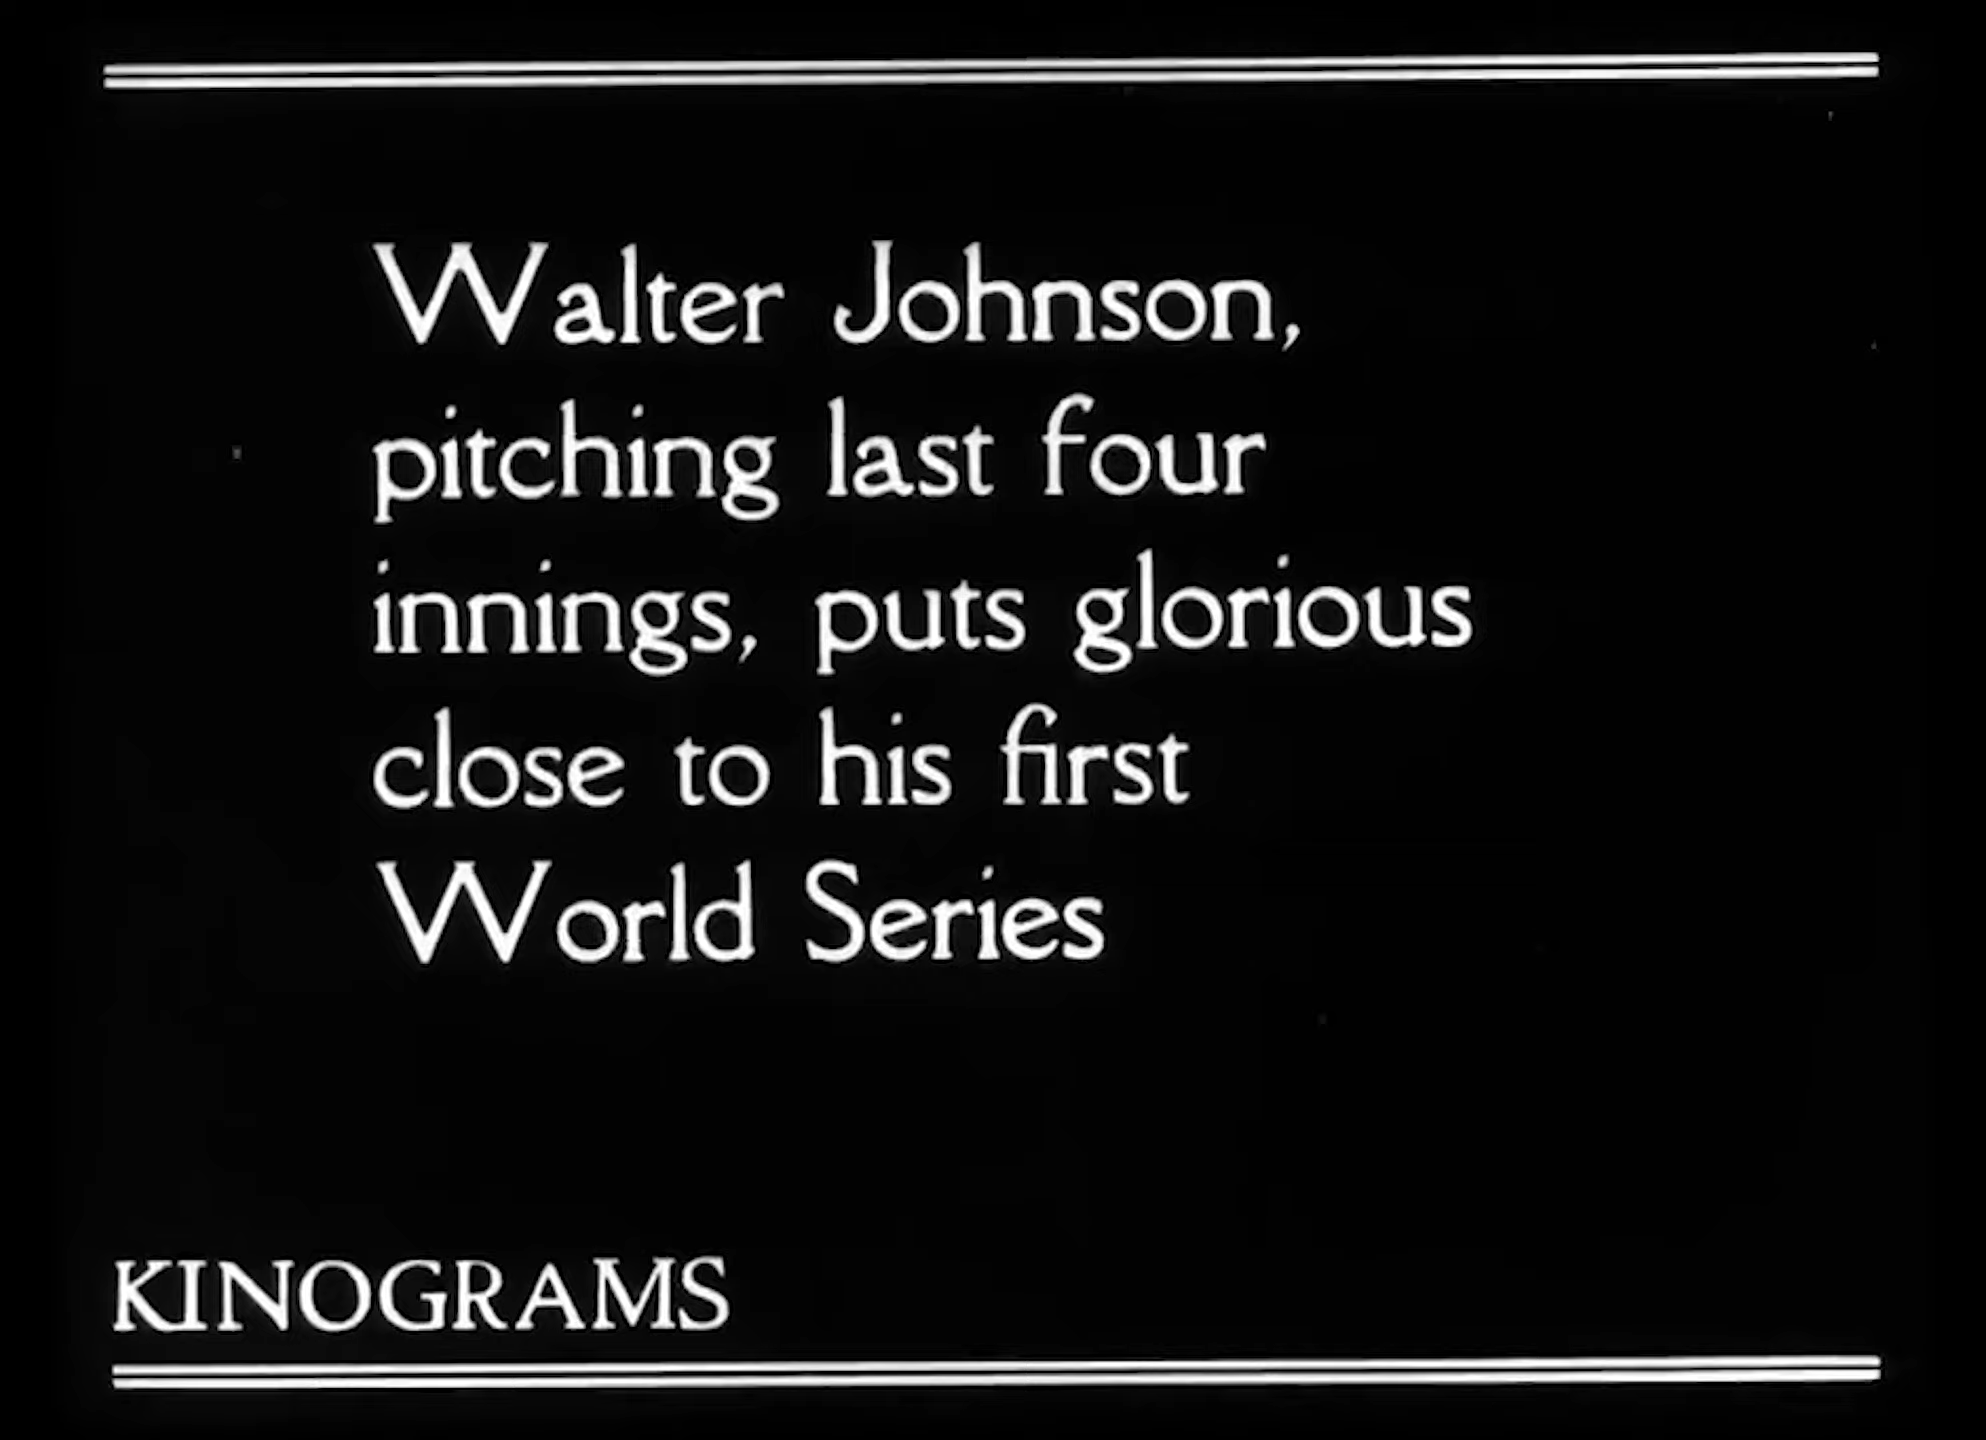 Walter Johnson,
pitching last four
innings, puts glorious
close to his first
World Series
KINOGRAMS